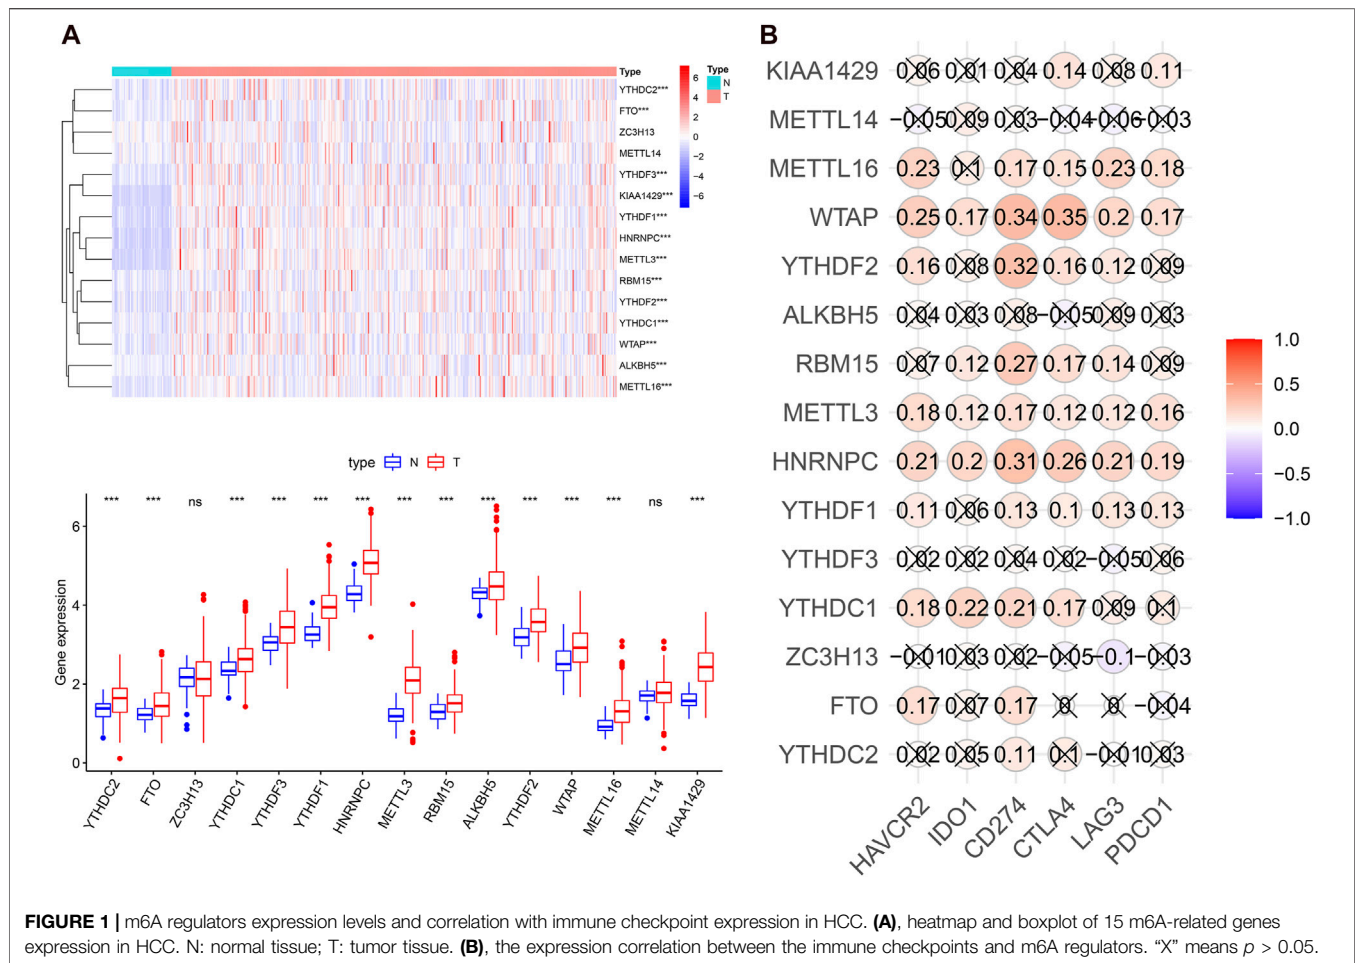 A
Type
6
4
2
0
−2
−4
−6
Type
N
T
YTHDC2***
FTO***
ZC3H13
METTL14
YTHDF3***
KIAA1429***
YTHDF1***
HNRNPC***
METTL3***
RBM15***
YTHDF2***
YTHDC1***
WTAP***
ALKBH5***
METTL16***
type N T
*** *** ns *** *** *** *** *** *** *** *** *** *** ns ***
Gene expression
6
4
2
0
YTHDC2 FTO ZC3H13 YTHDC1 YTHDF3 YTHDF1 HNRNPC METTL3 RBM15 ALKBH5 YTHDF2 WTAP METTL16 METTL14 KIAA1429
B
KIAA1429 0.06 0.01 0.04 0.14 0.08 0.11
METTL14 −0.05 0.09 0.03 −0.04 −0.06 −0.03
METTL16 0.23 0.1 0.17 0.15 0.23 0.18
WTAP 0.25 0.17 0.34 0.35 0.2 0.17
YTHDF2 0.16 0.08 0.32 0.16 0.12 0.09
ALKBH5 0.04 0.03 0.08 −0.05 0.09 0.03
RBM15 0.07 0.12 0.27 0.17 0.14 0.09
METTL3 0.18 0.12 0.17 0.12 0.12 0.16
HNRNPC 0.21 0.2 0.31 0.26 0.21 0.19
YTHDF1 0.11 0.06 0.13 0.1 0.13 0.13
YTHDF3 0.02 0.02 0.04 0.02 −0.05 0.06
YTHDC1 0.18 0.22 0.21 0.17 0.09 0.1
ZC3H13 −0.01 0.03 0.02 −0.05 −0.1 −0.03
FTO 0.17 0.07 0.17 0 0 −0.04
YTHDC2 0.02 0.05 0.11 0.1 −0.01 0.03
HAVCR2 IDO1 CD274 CTLA4 LAG3 PDCD1
1.0
0.5
0.0
−0.5
−1.0
FIGURE 1 | m6A regulators expression levels and correlation with immune checkpoint expression in HCC. (A), heatmap and boxplot of 15 m6A-related genes
expression in HCC. N: normal tissue; T: tumor tissue. (B), the expression correlation between the immune checkpoints and m6A regulators. “X” means p > 0.05.